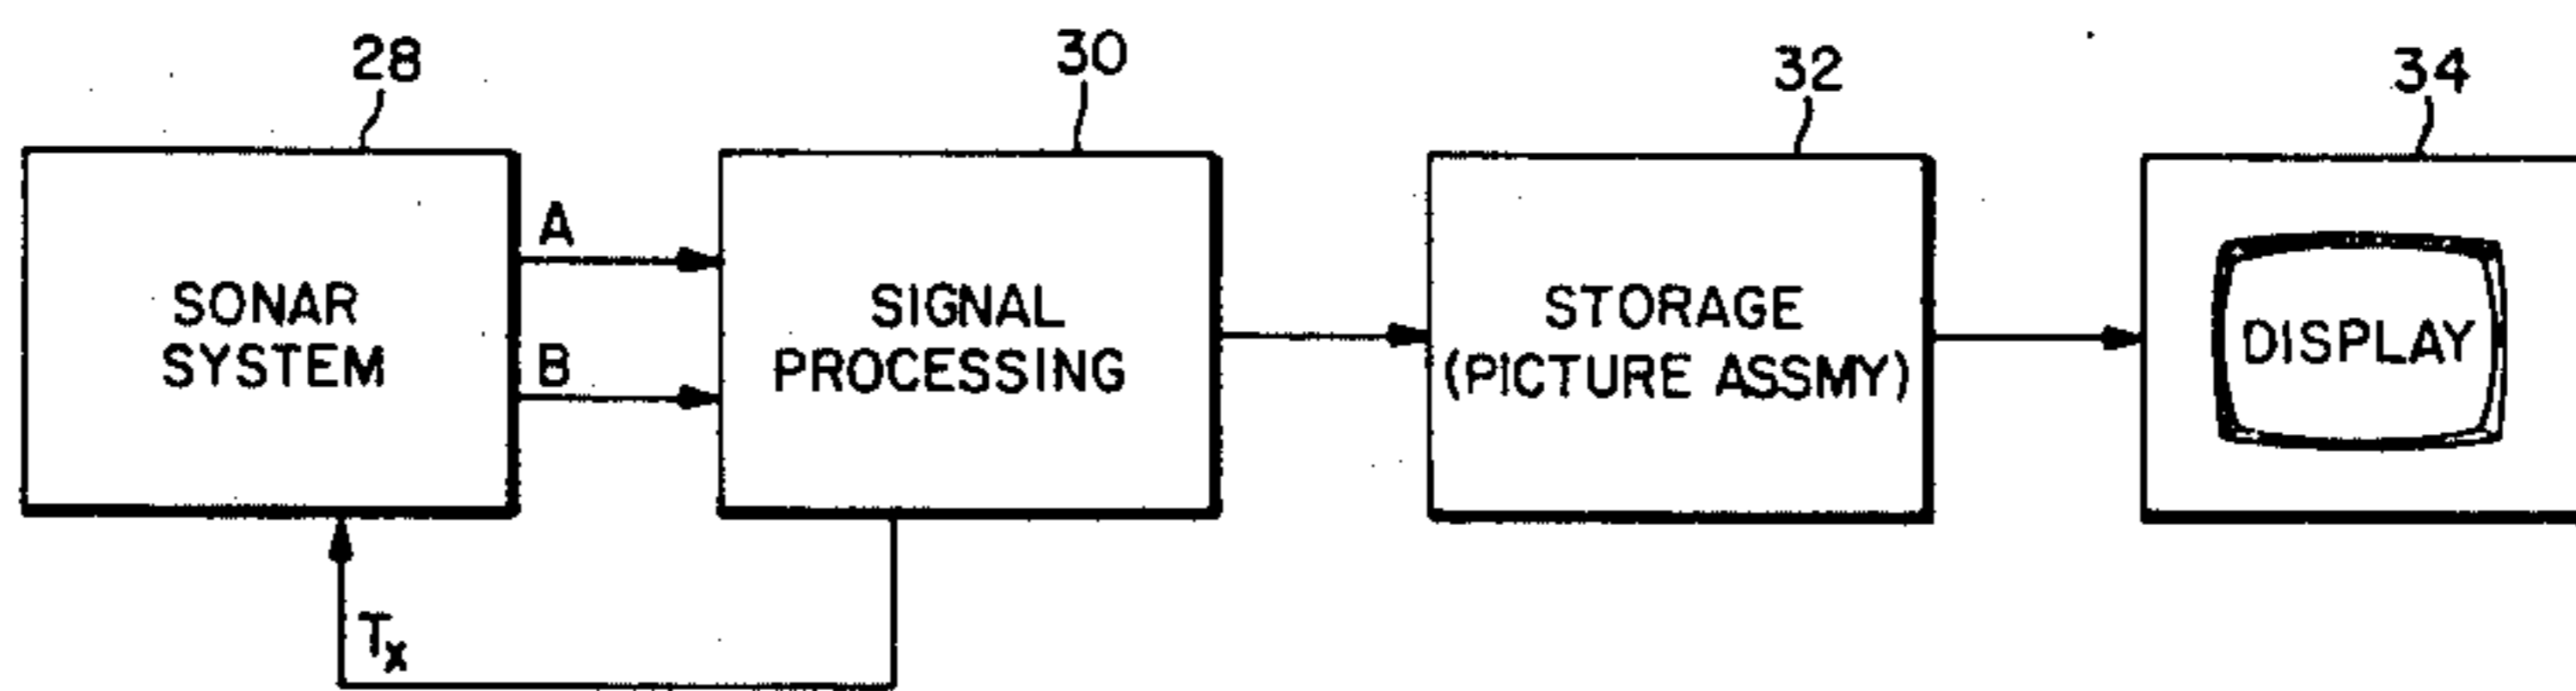 28
30
32
34
SONAR
SYSTEM
A
B
SIGNAL
PROCESSING
STORAGE
(PICTURE ASSMY)
DISPLAY
Tx